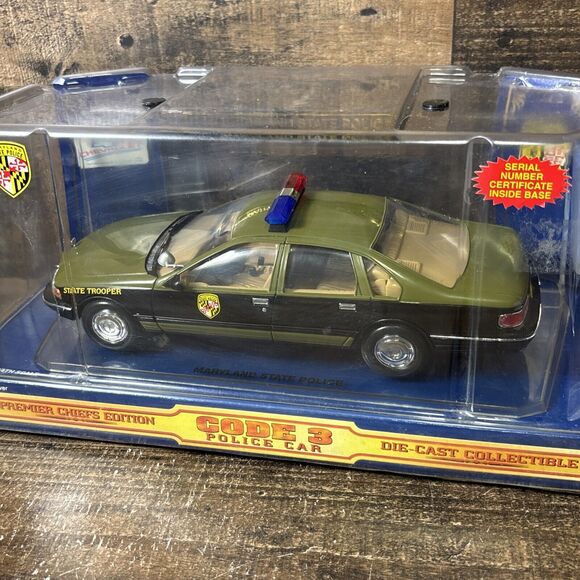 SERIAL
NUMBER
CERTIFICATE
INSIDE BASE
STATE TROOPER
MARYLAND STATE POLICE
PREMIER CHIEFS EDITION
CODE 3
POLICE CAR
DIE-CAST COLLECTIBLE